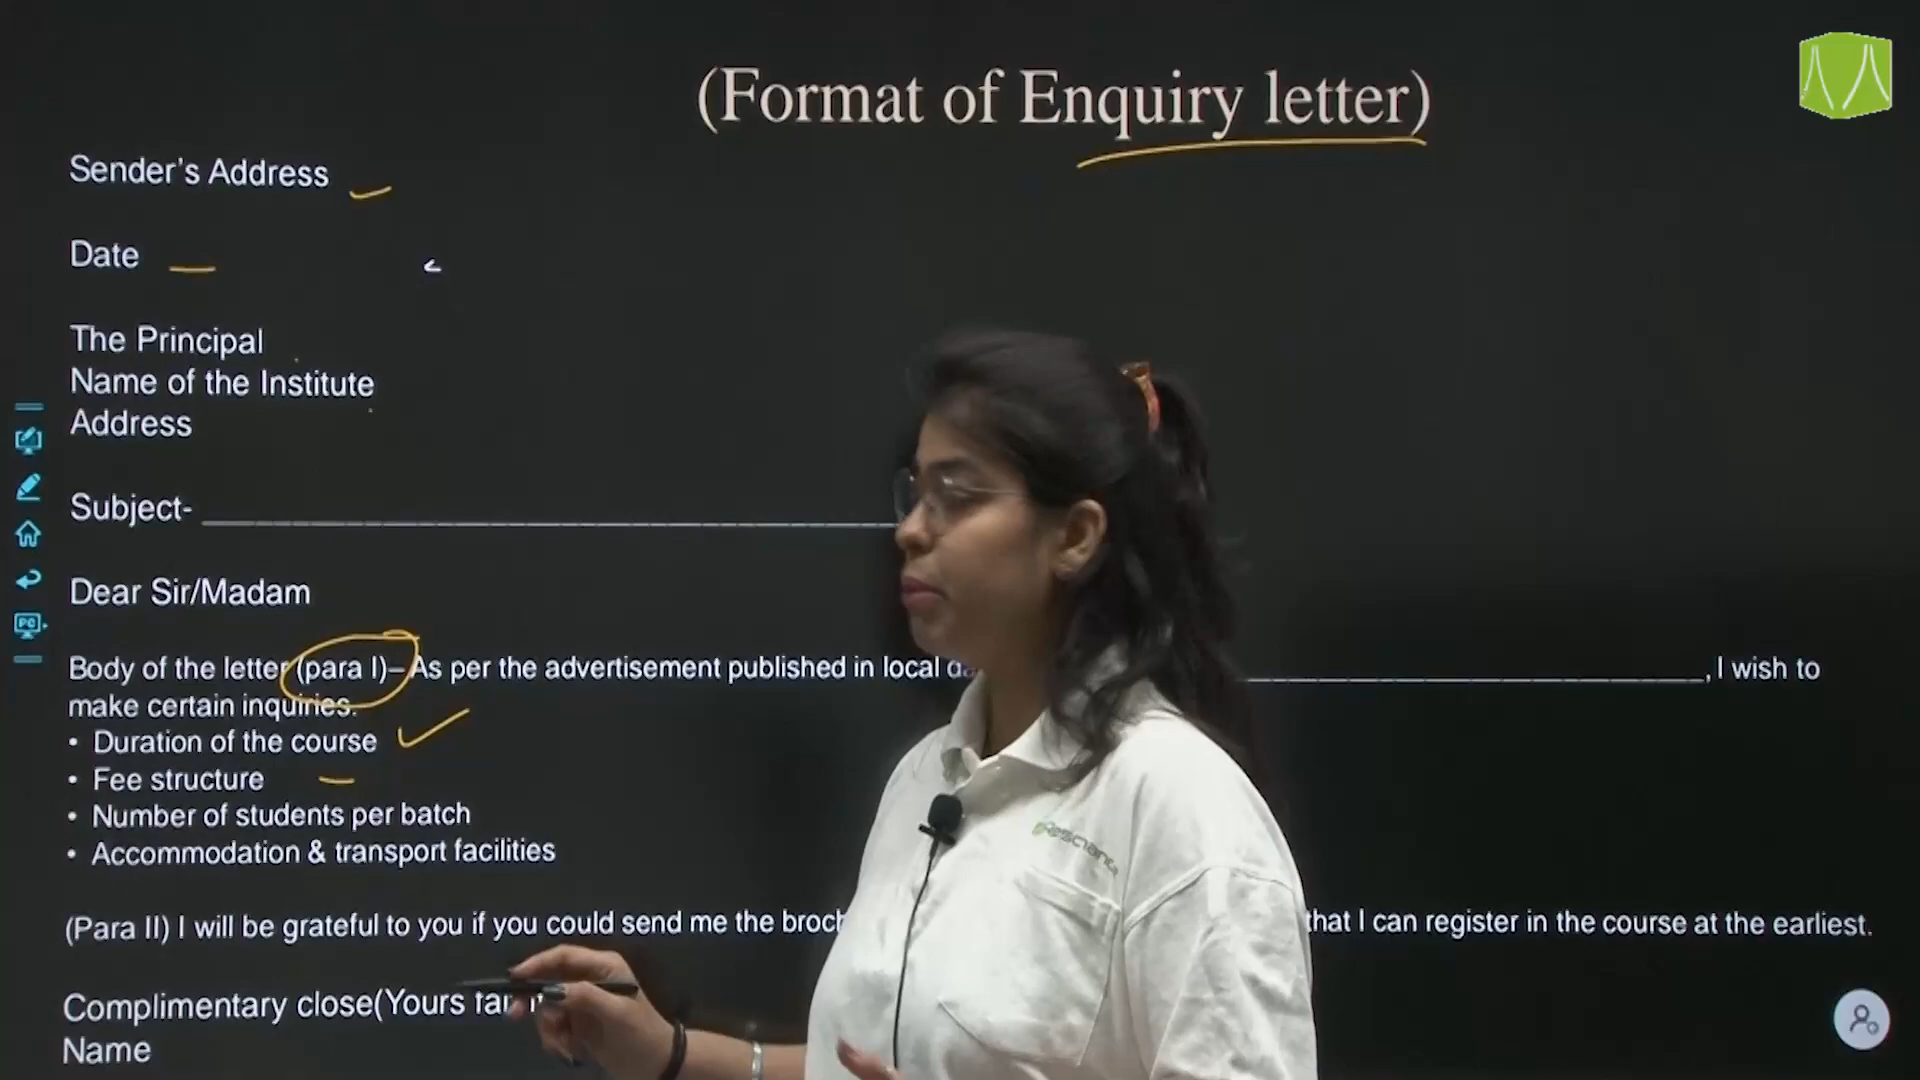 (Format of Enquiry letter)
Sender's Address
Date
The Principal
Name of the Institute
Address
Subject-
Dear Sir/Madam
Body of the letter (para I)– As per the advertisement published in local , I wish to
make certain inquiries.
• Duration of the course
• Fee structure
• Number of students per batch
• Accommodation & transport facilities
(Para II) I will be grateful to you if you could send me the that I can register in the course at the earliest.
Complimentary close(Yours
Name
PC